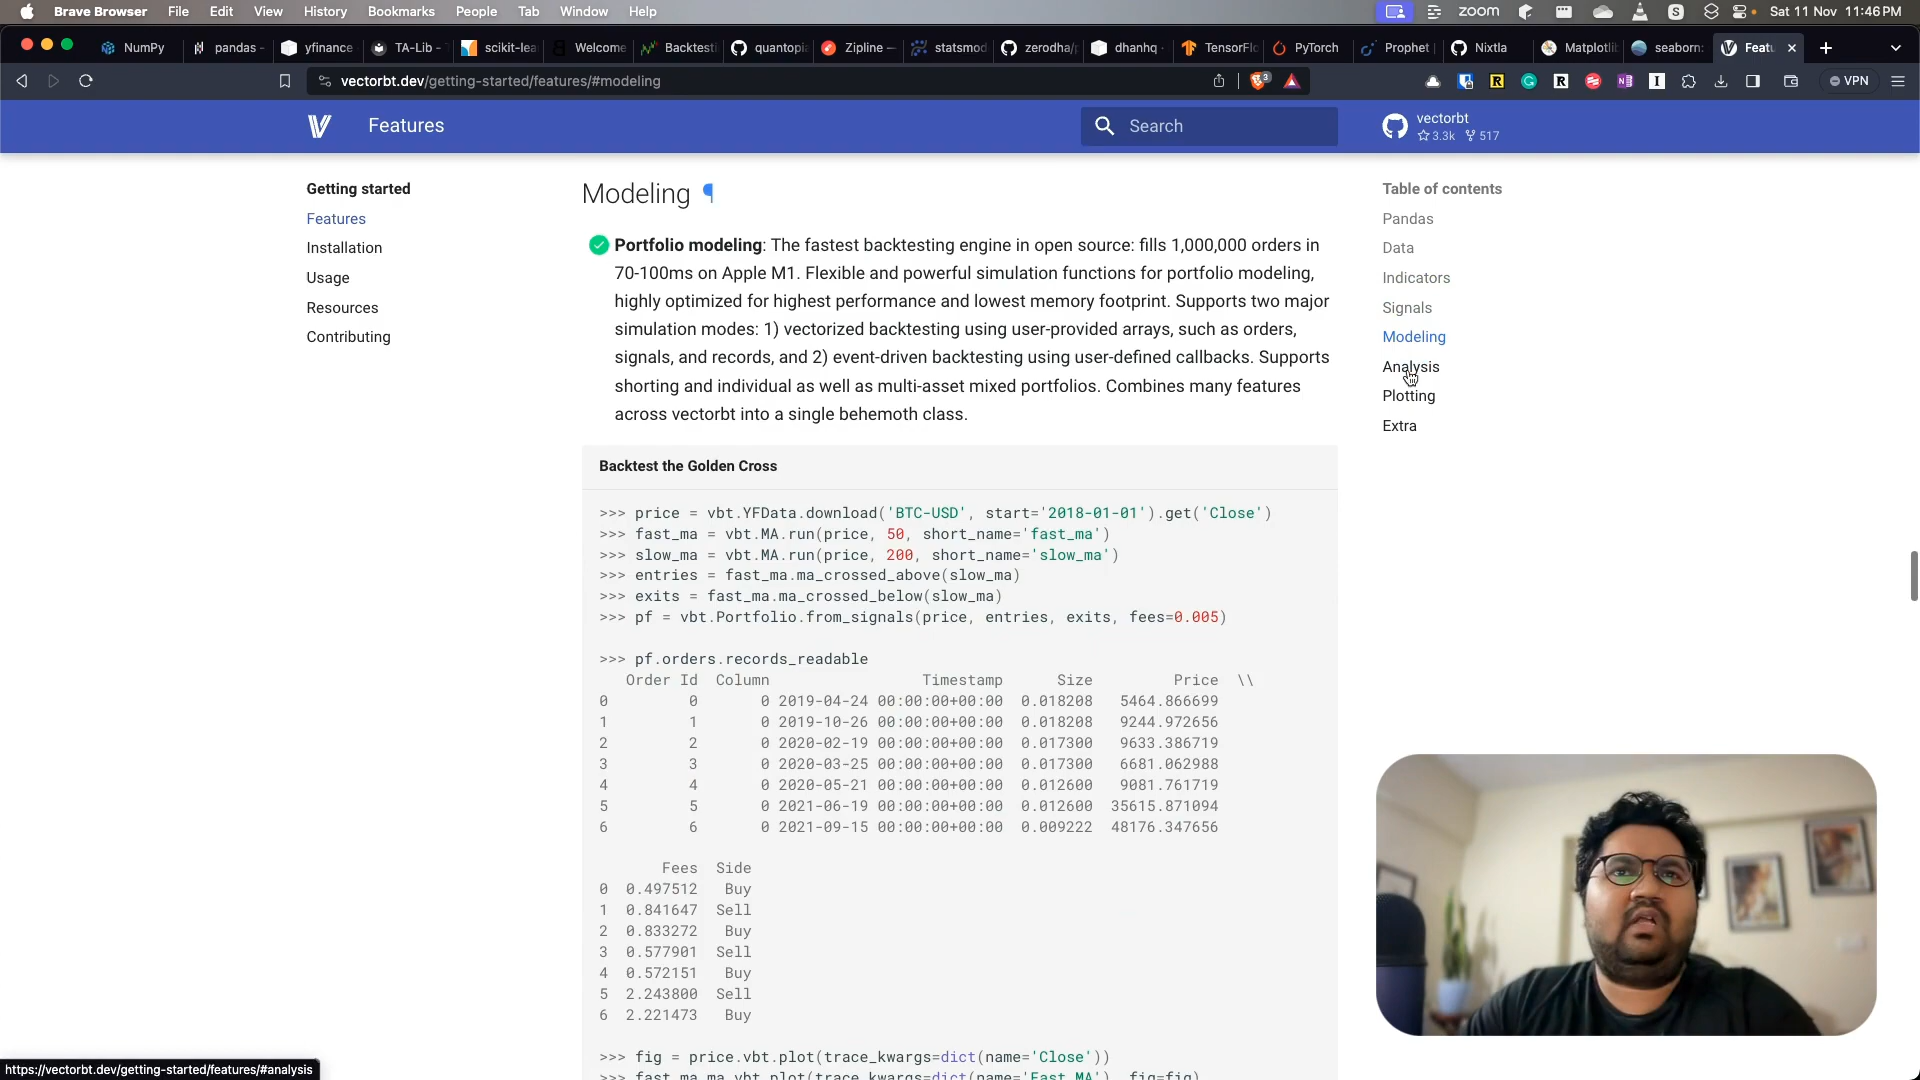 Brave Browser File Edit View History Bookmarks People Tab Window Help zoom Sat 11 Nov 11:46 PM
NumPy pandas - yfinance TA-Lib - scikit-lea Welcome Backtesti quantopia Zipline — statsmod zerodha/p dhanhq · TensorFlo PyTorch Prophet Nixtla Matplotlib seaborn: Featu
vectorbt.dev/getting-started/features/#modeling 3 VPN
Features
Search
vectorbt
3.3k 517
Getting started
Features
Installation
Usage
Resources
Contributing
Modeling ¶
Portfolio modeling: The fastest backtesting engine in open source: fills 1,000,000 orders in
70-100ms on Apple M1. Flexible and powerful simulation functions for portfolio modeling,
highly optimized for highest performance and lowest memory footprint. Supports two major
simulation modes: 1) vectorized backtesting using user-provided arrays, such as orders,
signals, and records, and 2) event-driven backtesting using user-defined callbacks. Supports
shorting and individual as well as multi-asset mixed portfolios. Combines many features
across vectorbt into a single behemoth class.
Backtest the Golden Cross
>>> price = vbt.YFData.download('BTC-USD', start='2018-01-01').get('Close')
>>> fast_ma = vbt.MA.run(price, 50, short_name='fast_ma')
>>> slow_ma = vbt.MA.run(price, 200, short_name='slow_ma')
>>> entries = fast_ma.ma_crossed_above(slow_ma)
>>> exits = fast_ma.ma_crossed_below(slow_ma)
>>> pf = vbt.Portfolio.from_signals(price, entries, exits, fees=0.005)
>>> pf.orders.records_readable
Order Id Column Timestamp Size Price \\
0 0 0 2019-04-24 00:00:00+00:00 0.018208 5464.866699
1 1 0 2019-10-26 00:00:00+00:00 0.018208 9244.972656
2 2 0 2020-02-19 00:00:00+00:00 0.017300 9633.386719
3 3 0 2020-03-25 00:00:00+00:00 0.017300 6681.062988
4 4 0 2020-05-21 00:00:00+00:00 0.012600 9081.761719
5 5 0 2021-06-19 00:00:00+00:00 0.012600 35615.871094
6 6 0 2021-09-15 00:00:00+00:00 0.009222 48176.347656
Fees Side
0 0.497512 Buy
1 0.841647 Sell
2 0.833272 Buy
3 0.577901 Sell
4 0.572151 Buy
5 2.243800 Sell
6 2.221473 Buy
>>> fig = price.vbt.plot(trace_kwargs=dict(name='Close'))
>>> fast_ma.ma.vbt.plot(trace_kwargs=dict(name='Fast MA'), fig=fig)
Table of contents
Pandas
Data
Indicators
Signals
Modeling
Analysis
Plotting
Extra
https://vectorbt.dev/getting-started/features/#analysis